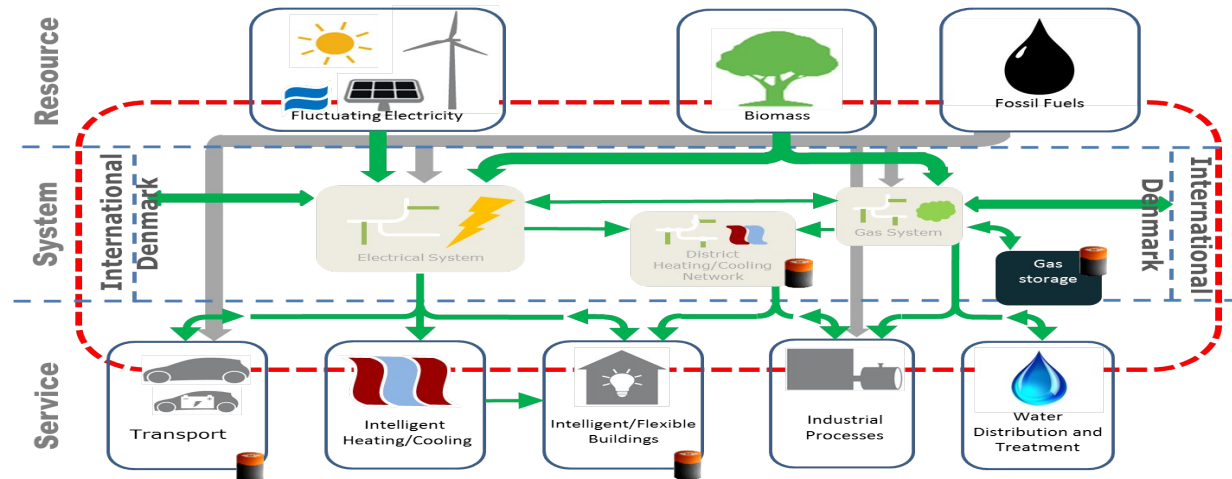 Resource
Fluctuating Electricity
Biomass
Fossil Fuels
System
International
Denmark
Electrical System
District
Heating/Cooling
Network
Gas System
Gas
storage
Denmark
International
Service
Transport
Intelligent
Heating/Cooling
Intelligent/Flexible
Buildings
Industrial
Processes
Water
Distribution and
Treatment